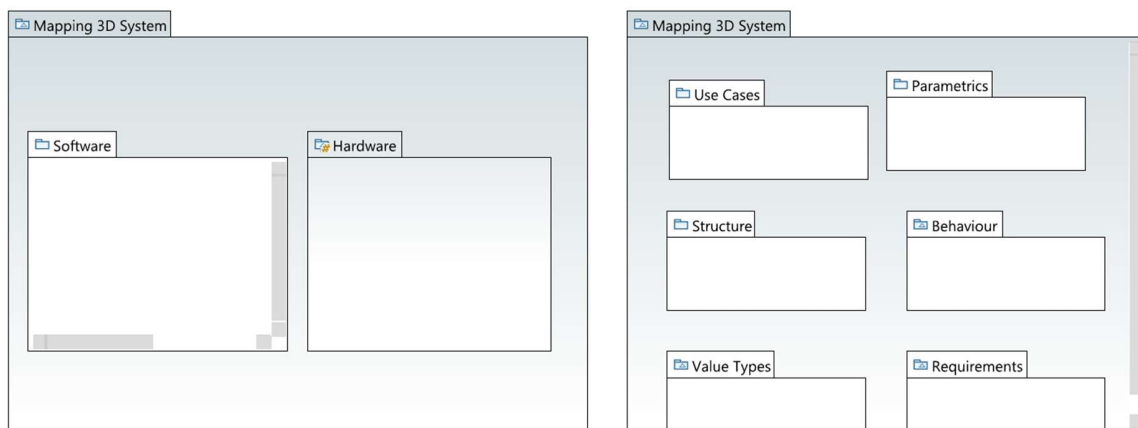 Mapping 3D System
Software
Hardware
Mapping 3D System
Use Cases
Parametrics
Structure
Behaviour
Value Types
Requirements